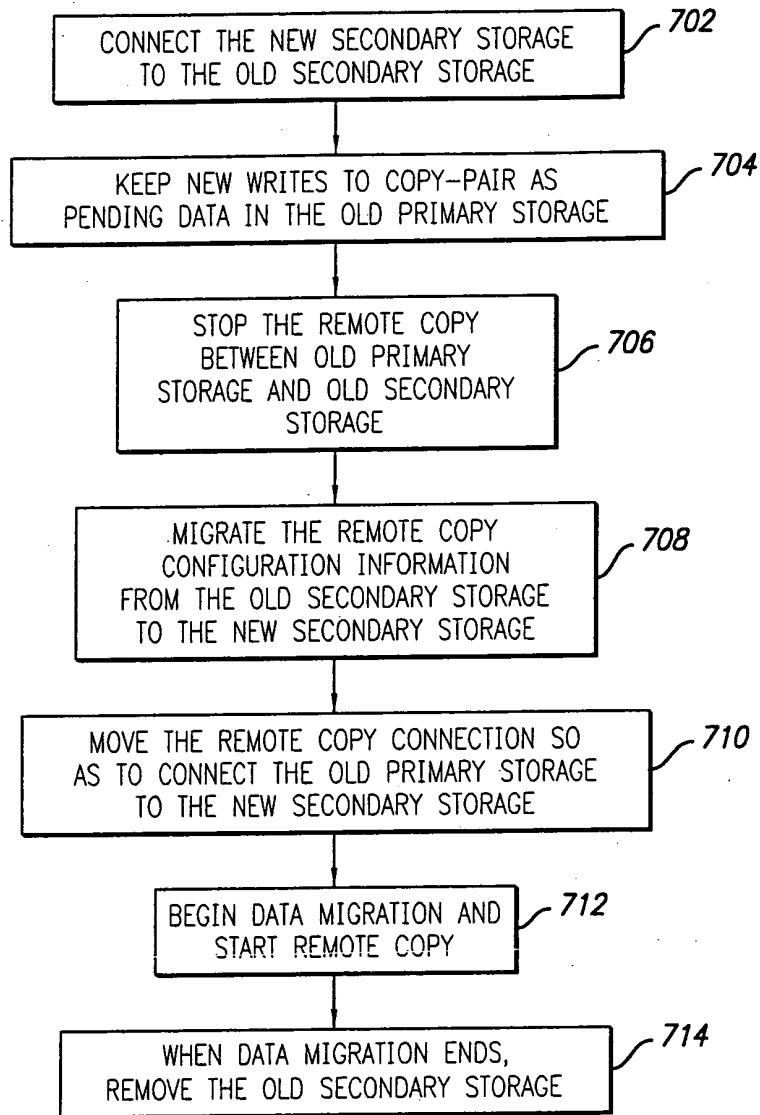 CONNECT THE NEW SECONDARY STORAGE
TO THE OLD SECONDARY STORAGE
702
KEEP NEW WRITES TO COPY-PAIR AS
PENDING DATA IN THE OLD PRIMARY STORAGE
704
STOP THE REMOTE COPY
BETWEEN OLD PRIMARY
STORAGE AND OLD SECONDARY
STORAGE
706
MIGRATE THE REMOTE COPY
CONFIGURATION INFORMATION
FROM THE OLD SECONDARY STORAGE
TO THE NEW SECONDARY STORAGE
708
MOVE THE REMOTE COPY CONNECTION SO
AS TO CONNECT THE OLD PRIMARY STORAGE
TO THE NEW SECONDARY STORAGE
710
BEGIN DATA MIGRATION AND
START REMOTE COPY
712
WHEN DATA MIGRATION ENDS,
REMOVE THE OLD SECONDARY STORAGE
714